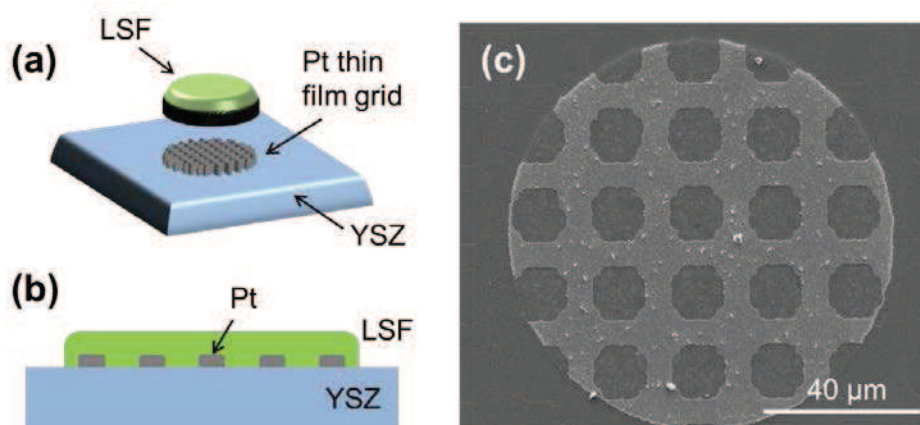 (a)
LSF
Pt thin
film grid
YSZ
(b)
Pt
LSF
YSZ
(c)
40 µm